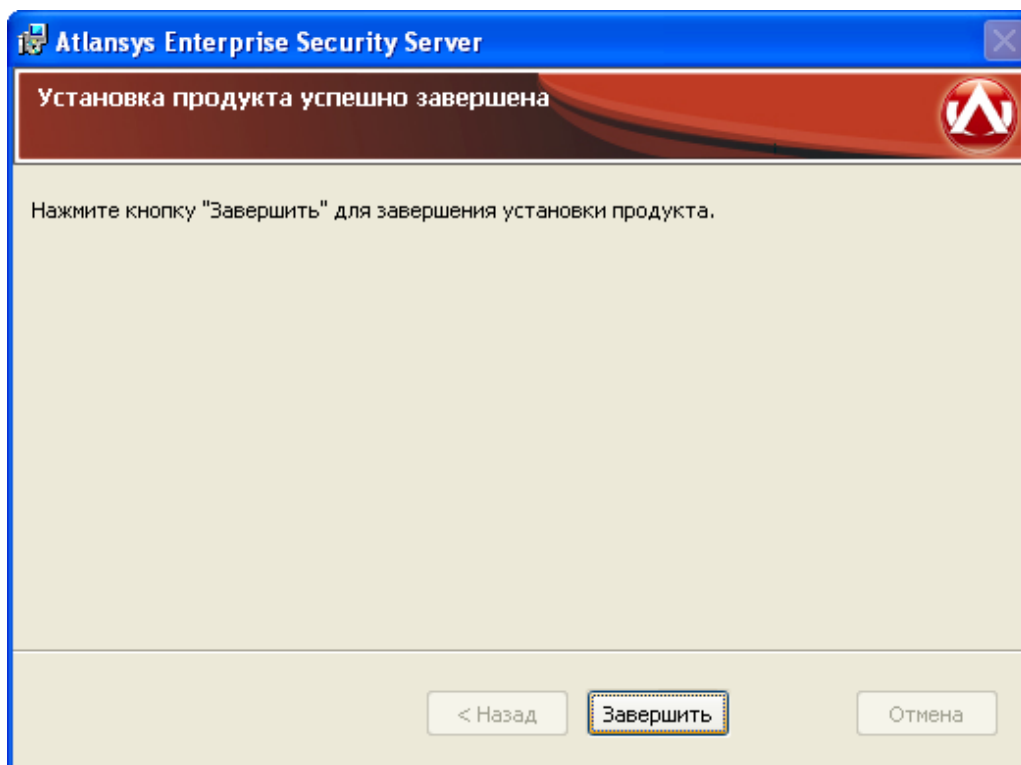 Atlansys Enterprise Security Server
Установка продукта успешно завершена
Нажмите кнопку "Завершить" для завершения установки продукта.
< Назад
Завершить
Отмена